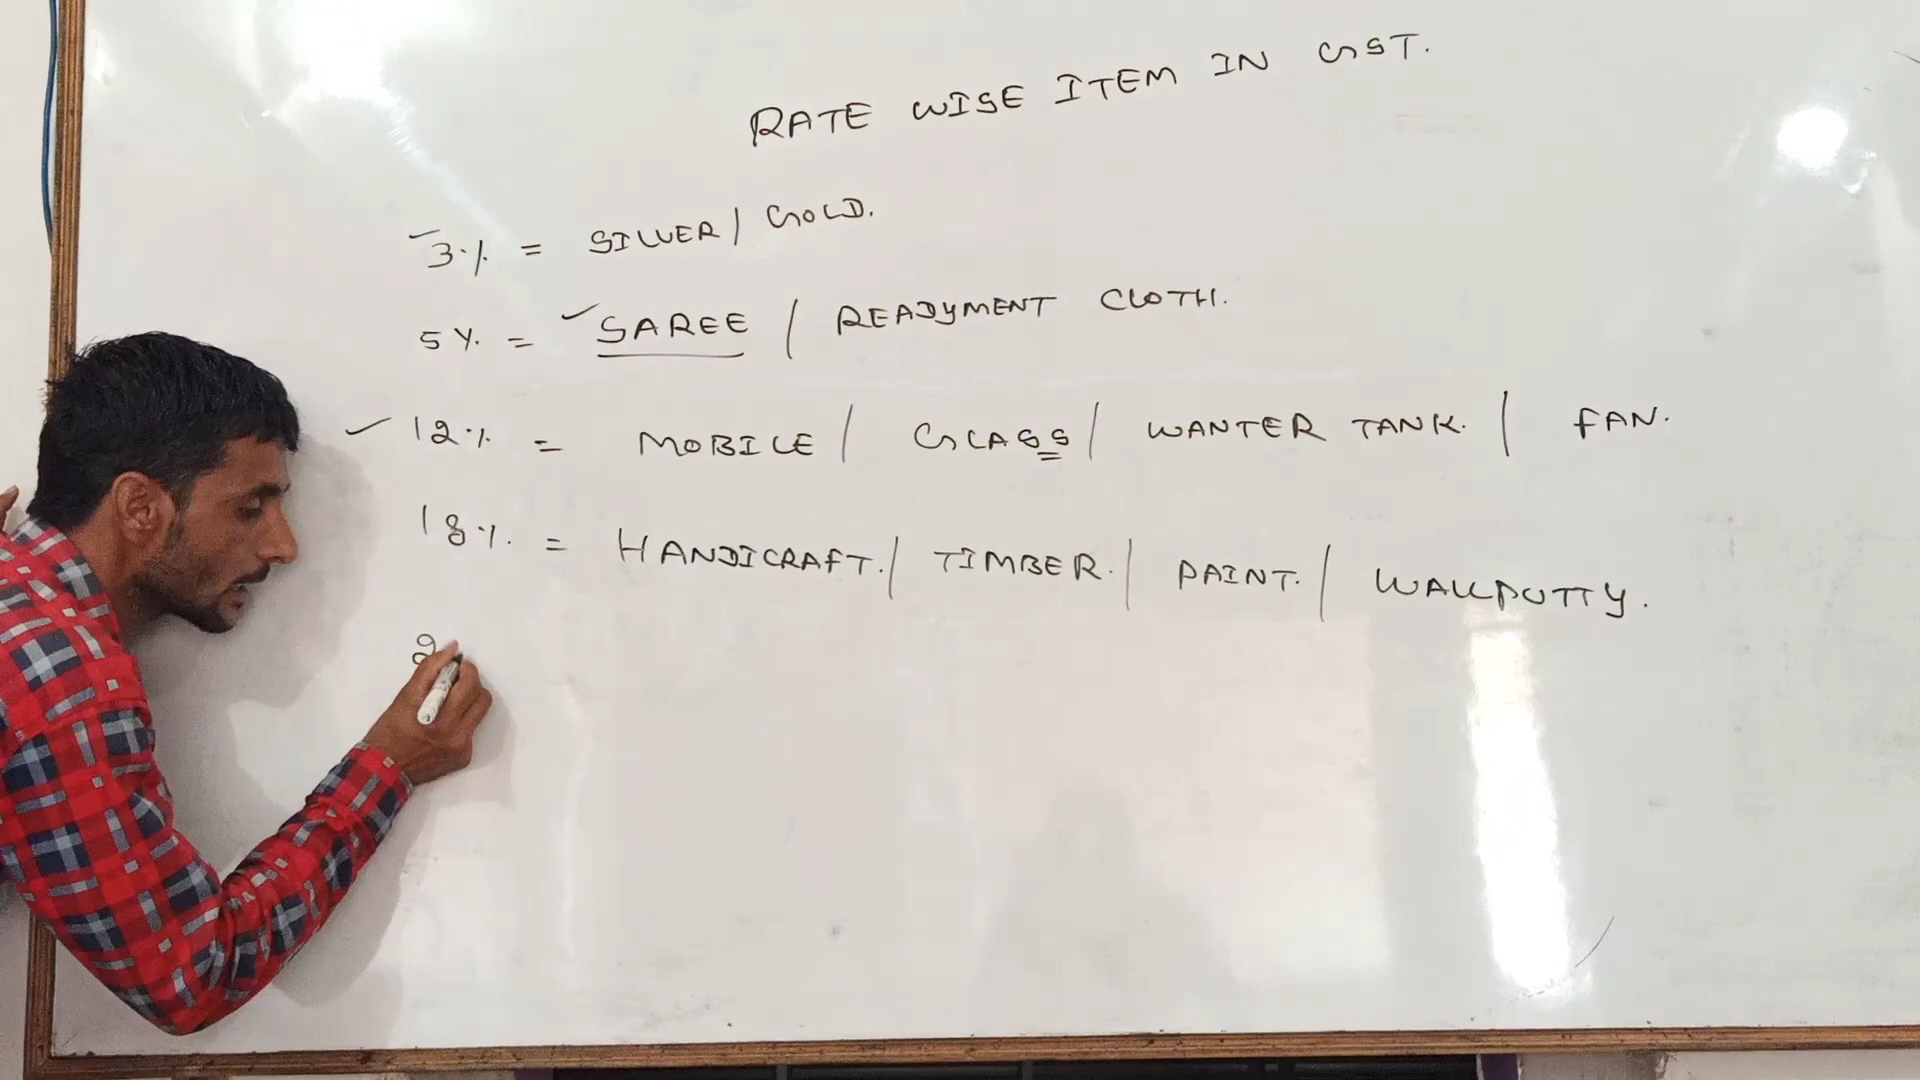 RATE WISE ITEM IN GST.
3% = SILVER / GOLD.
5% = SAREE / READYMENT CLOTH.
12% = MOBILE / GLASS / WANTER TANK. / FAN.
18% = HANDICRAFT. / TIMBER. / PAINT. / WALLPUTTY.
2